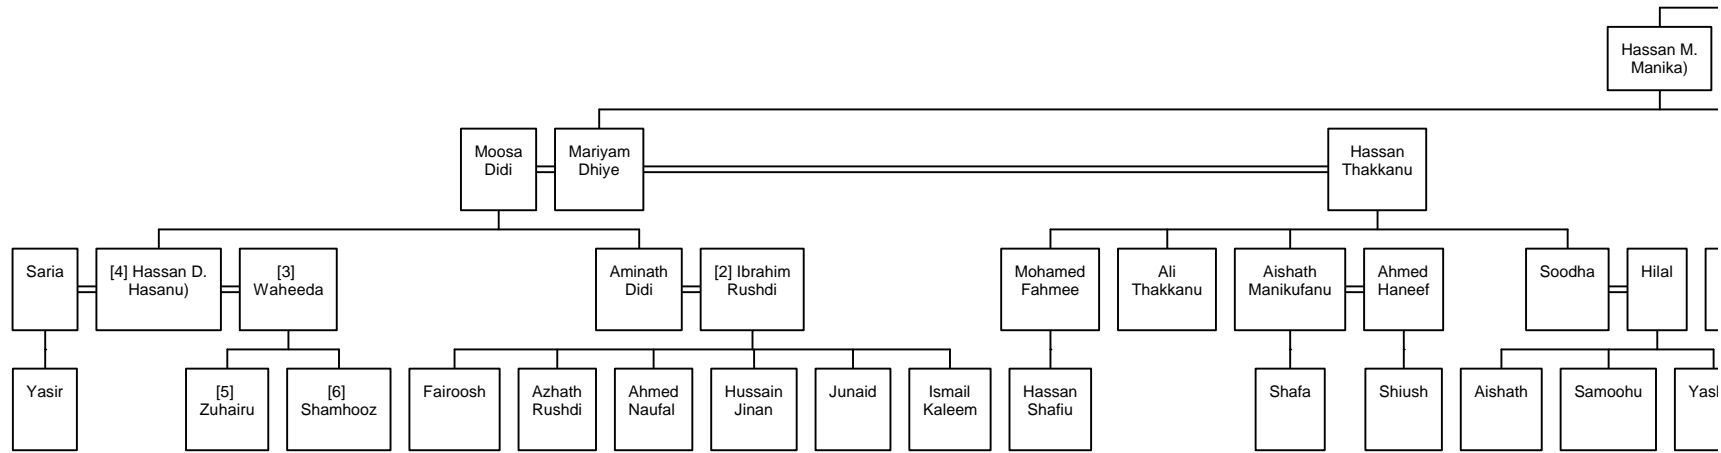 Hassan M.
Manika)
Moosa
Didi
Mariyam
Dhiye
Hassan
Thakkanu
Saria
[4] Hassan D.
Hasanu)
[3]
Waheeda
Aminath
Didi
[2] Ibrahim
Rushdi
Mohamed
Fahmee
Ali
Thakkanu
Aishath
Manikufanu
Ahmed
Haneef
Soodha
Hilal
Yasir
[5]
Zuhairu
[6]
Shamhooz
Fairoosh
Azhath
Rushdi
Ahmed
Naufal
Hussain
Jinan
Junaid
Ismail
Kaleem
Hassan
Shafiu
Shafa
Shiush
Aishath
Samoohu